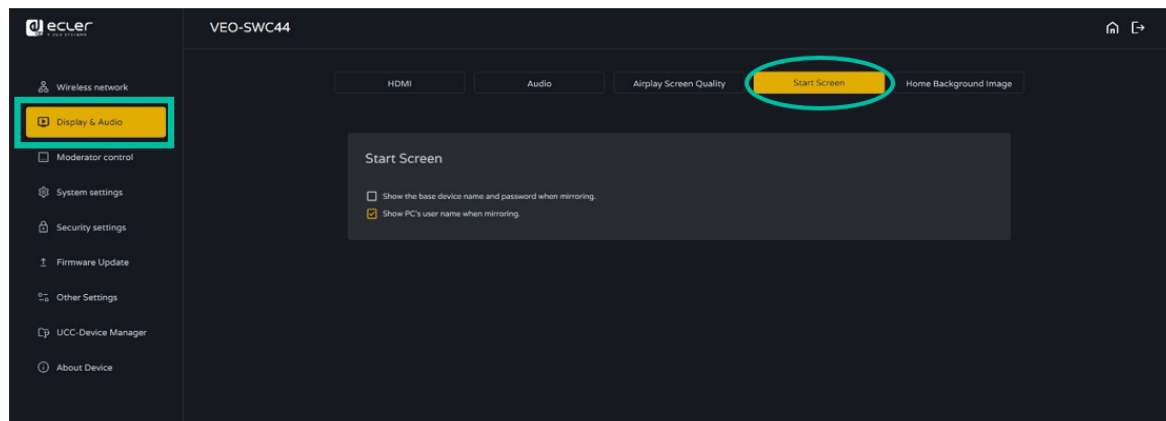 ecler
VEO-SWC44
Wireless network
Display & Audio
Moderator control
System settings
Security settings
Firmware Update
Other Settings
UCC-Device Manager
About Device
HDMI
Audio
Airplay Screen Quality
Start Screen
Home Background Image
Start Screen
Show the base device name and password when mirroring.
Show PC's user name when mirroring.